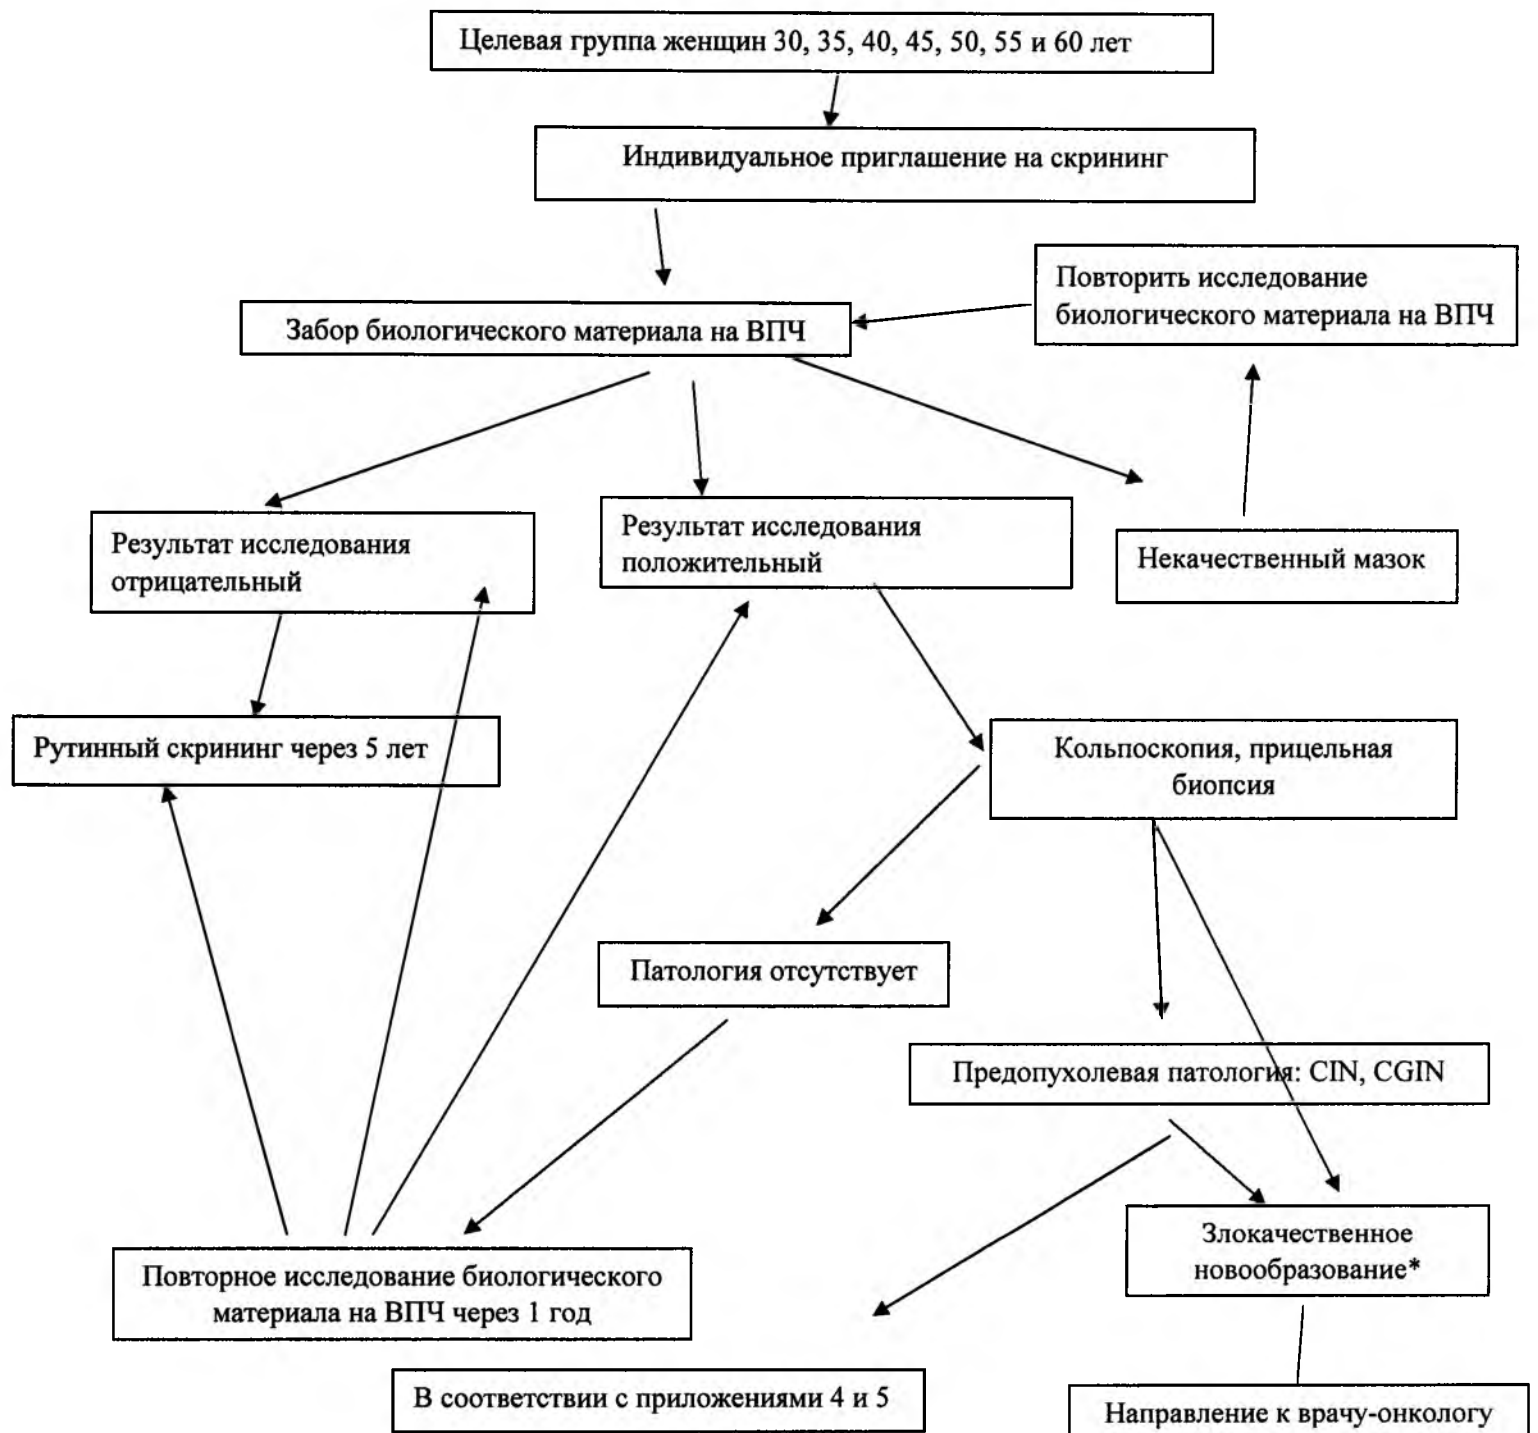 Целевая группа женщин 30, 35, 40, 45, 50, 55 и 60 лет
Индивидуальное приглашение на скрининг
Повторить исследование
биологического материала на ВПЧ
Забор биологического материала на ВПЧ
Результат исследования
отрицательный
Результат исследования
положительный
Некачественный мазок
Рутинный скрининг через 5 лет
Кольпоскопия, прицельная
биопсия
Патология отсутствует
Предопухолевая патология: CIN, CGIN
Злокачественное
новообразование*
Повторное исследование биологического
материала на ВПЧ через 1 год
В соответствии с приложениями 4 и 5
Направление к врачу-онкологу